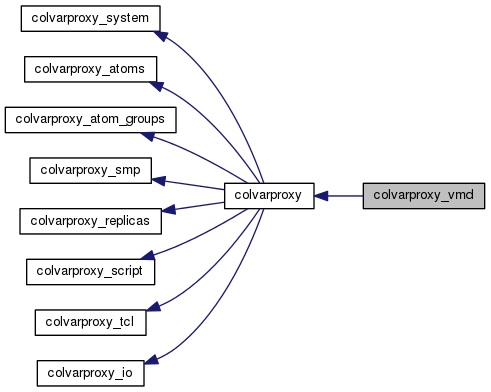 colvarproxy_system
colvarproxy_atoms
colvarproxy_atom_groups
colvarproxy_smp
colvarproxy
colvarproxy_vmd
colvarproxy_replicas
colvarproxy_script
colvarproxy_tcl
colvarproxy_io